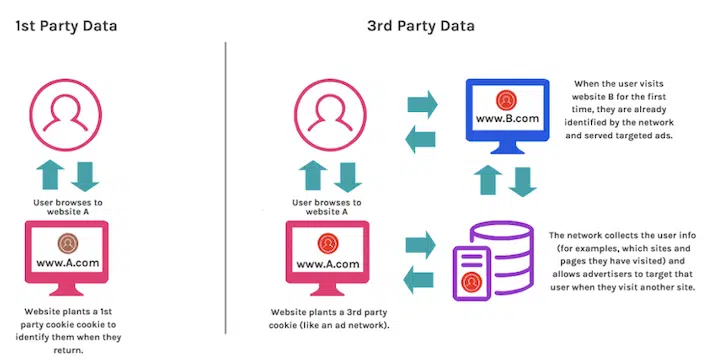 1st Party Data
User browses to
website A
www.A.com
Website plants a 1st
party cookie cookie to
identify them when they
return.
3rd Party Data
www.B.com
When the user visits
website B for the first
time, they are already
identified by the network
and served targeted ads.
User browses to
website A
www.A.com
Website plants a 3rd party
cookie (like an ad network).
The network collects the user info
(for examples, which sites and
pages they have visited) and
allows advertisers to target that
user when they visit another site.